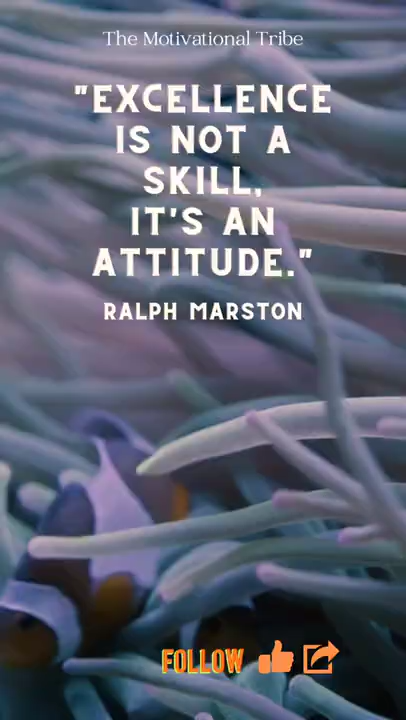 The Motivational Tribe
"EXCELLENCE
IS NOT A
SKILL,
IT'S AN
ATTITUDE."
RALPH MARSTON
FOLLOW